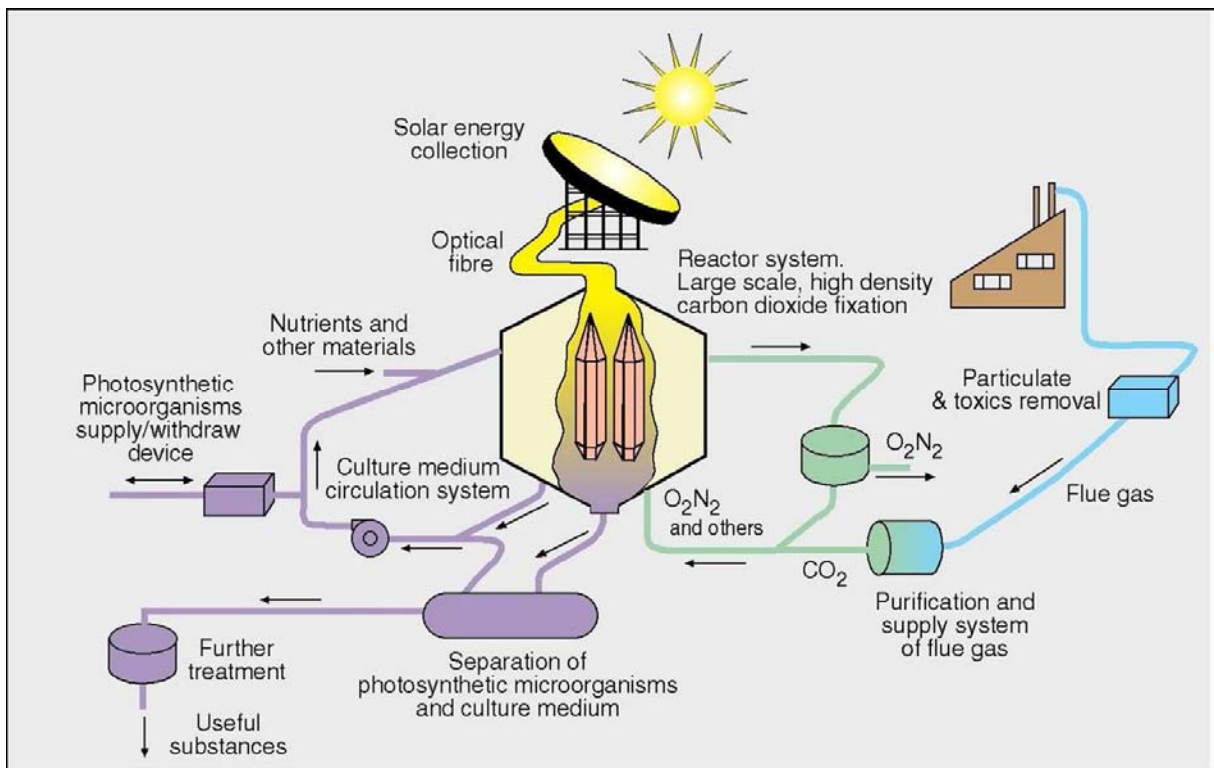 Solar energy
collection
Optical
fibre
Reactor system.
Large scale, high density
carbon dioxide fixation
Nutrients and
other materials
Photosynthetic
microorganisms
supply/withdraw
device
Culture medium
circulation system
Particulate
& toxics removal
O₂N₂
Flue gas
O₂N₂
and others
CO₂
Purification and
supply system
of flue gas
Further
treatment
Separation of
photosynthetic microorganisms
and culture medium
Useful
substances